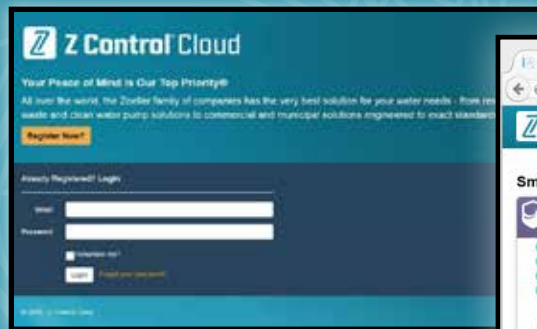 Z Control® Cloud
Your Peace of Mind is Our Top Priority®
All over the world, the Zoeller family of companies has the very best solution for your water needs - from res
waste and clean water pump solutions to commercial and municipal solutions engineered to exact standard
Register Now!!
Already Registered? Login
Email
Password
Remember me?
Login Forgot your password?
Z
Sm